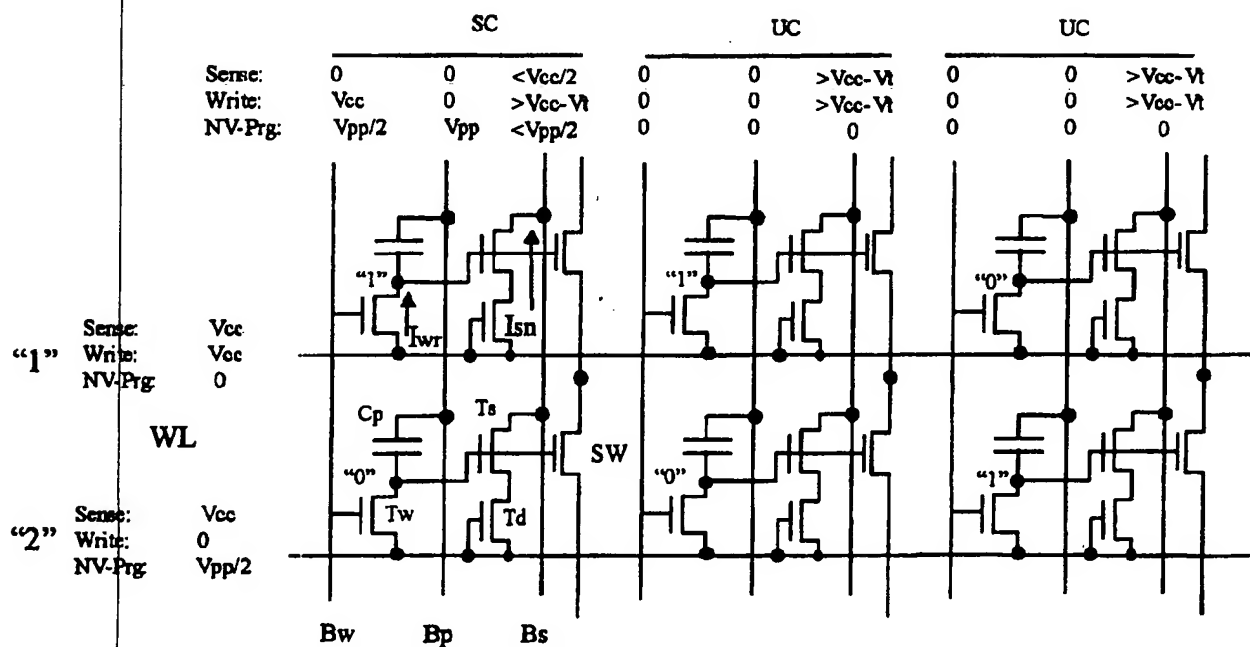 SC UC UC
Sense: 0 0 <Vcc/2 0 0 >Vcc-Vt 0 0 >Vcc-Vt
Write: Vcc 0 >Vcc-Vt 0 0 >Vcc-Vt 0 0 >Vcc-Vt
NV-Prg: Vpp/2 Vpp <Vpp/2 0 0 0 0 0 0
"1" "1" "0"
Iwr Isn
Sense: Vcc
"1" Write: Vcc
NV-Prg: 0
Cp Ts
WL SW
"0" "0" "1"
Tw Td
Sense: Vcc
"2" Write: 0
NV-Prg: Vpp/2
Bw Bp Bs